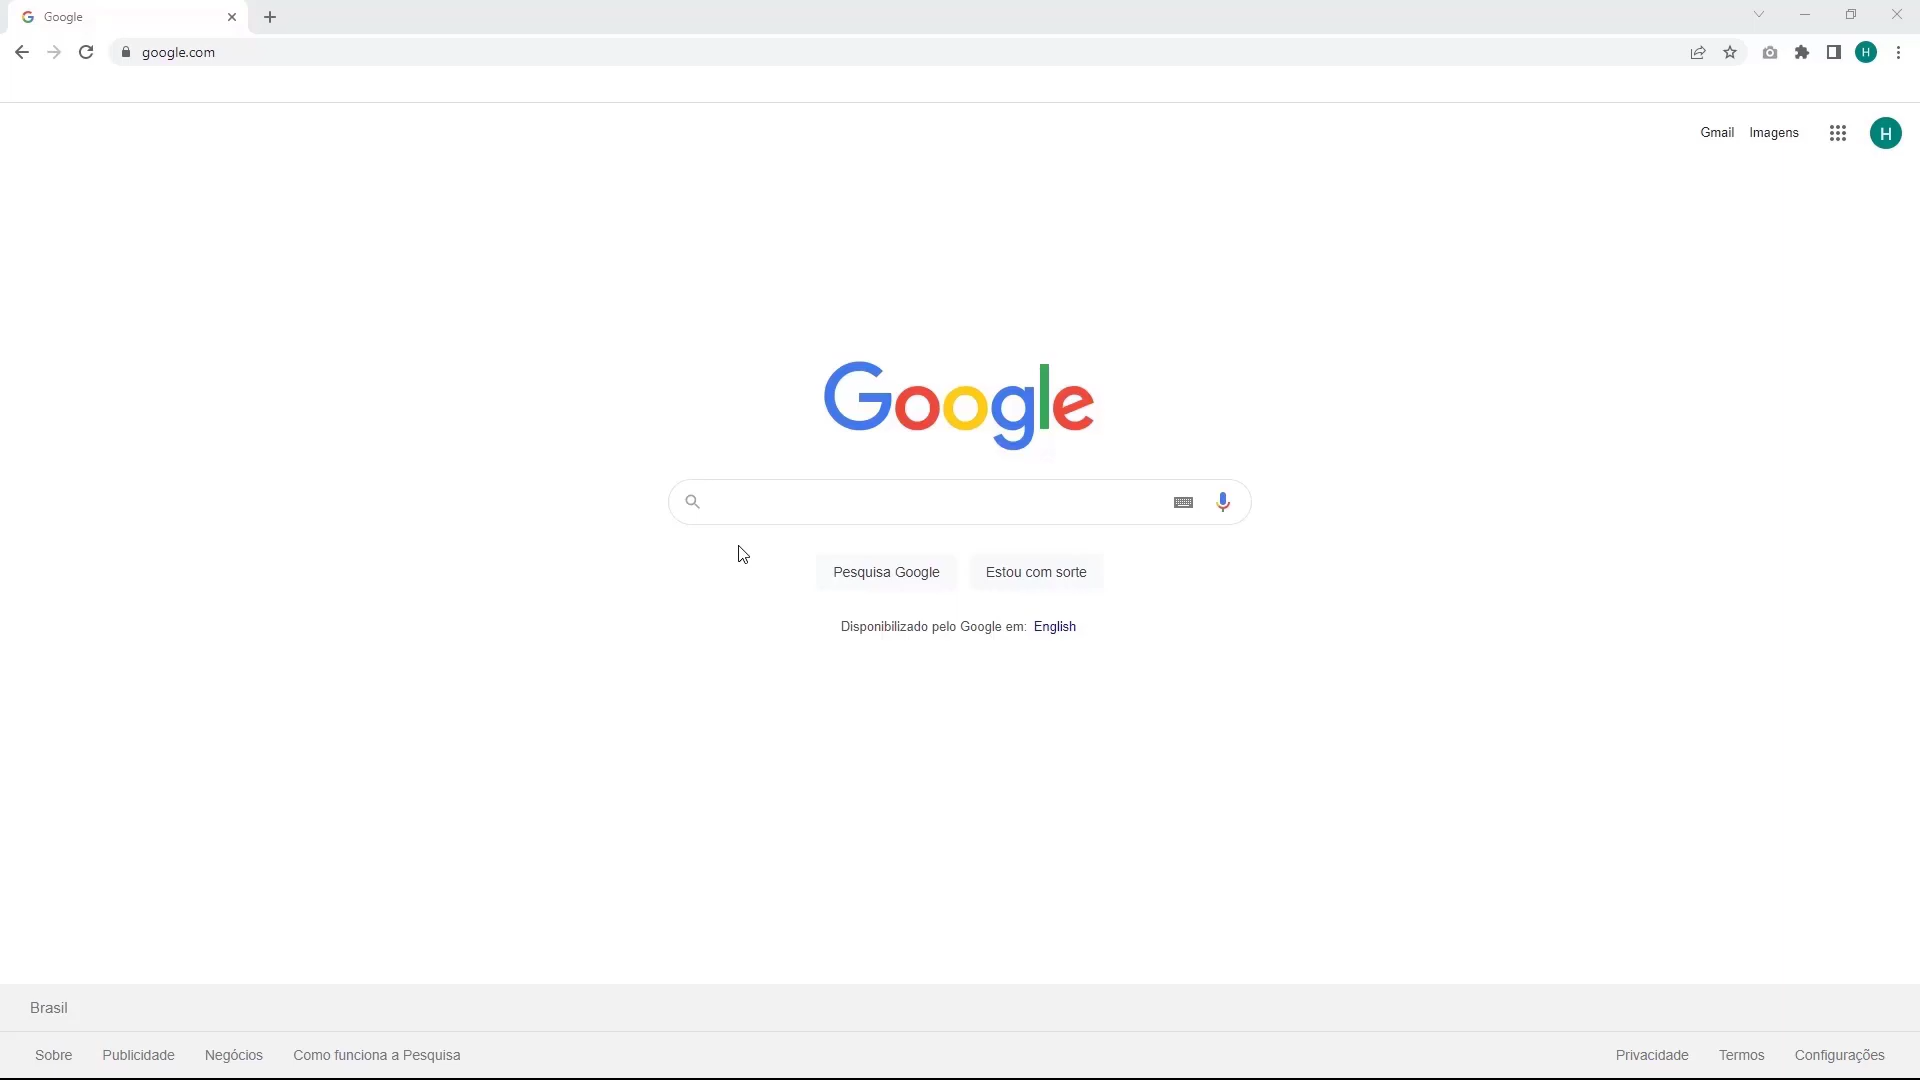 Google
google.com
H
Gmail Imagens
H
Google
Pesquisa Google Estou com sorte
Disponibilizado pelo Google em: English
Brasil
Sobre Publicidade Negócios Como funciona a Pesquisa Privacidade Termos Configurações